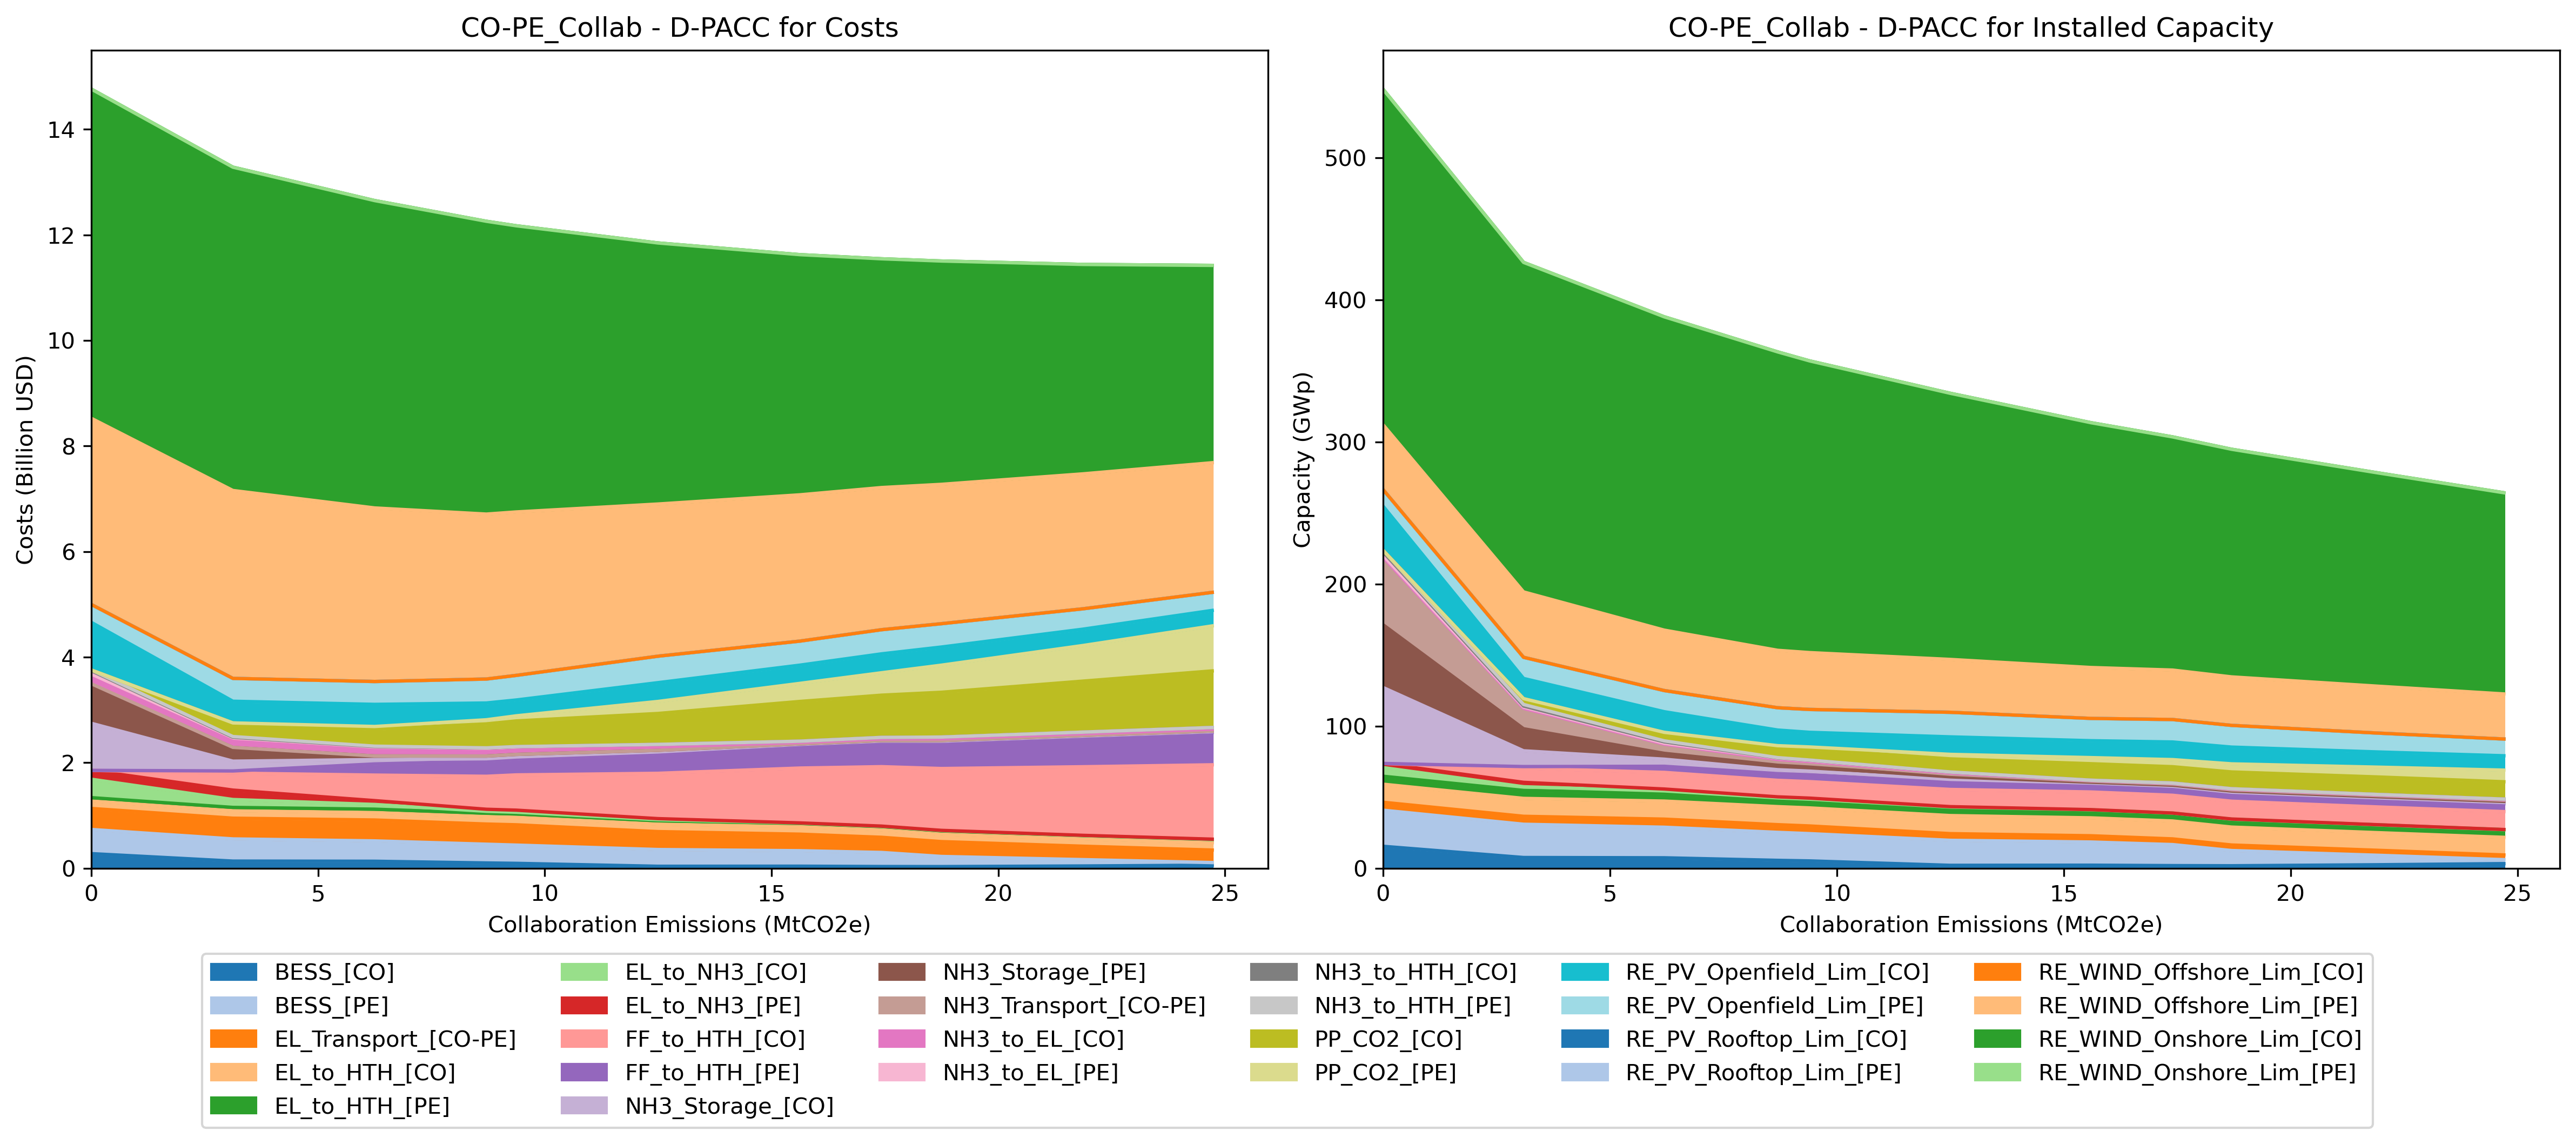 CO-PE_Collab - D-PACC for Costs
Costs (Billion USD)
14
12
10
8
6
4
2
0
0 5 10 15 20 25
Collaboration Emissions (MtCO2e)
CO-PE_Collab - D-PACC for Installed Capacity
Capacity (GWp)
500
400
300
200
100
0
0 5 10 15 20 25
Collaboration Emissions (MtCO2e)
BESS_[CO]
BESS_[PE]
EL_Transport_[CO-PE]
EL_to_HTH_[CO]
EL_to_HTH_[PE]
EL_to_NH3_[CO]
EL_to_NH3_[PE]
FF_to_HTH_[CO]
FF_to_HTH_[PE]
NH3_Storage_[CO]
NH3_Storage_[PE]
NH3_Transport_[CO-PE]
NH3_to_EL_[CO]
NH3_to_EL_[PE]
NH3_to_HTH_[CO]
NH3_to_HTH_[PE]
PP_CO2_[CO]
PP_CO2_[PE]
RE_PV_Openfield_Lim_[CO]
RE_PV_Openfield_Lim_[PE]
RE_PV_Rooftop_Lim_[CO]
RE_PV_Rooftop_Lim_[PE]
RE_WIND_Offshore_Lim_[CO]
RE_WIND_Offshore_Lim_[PE]
RE_WIND_Onshore_Lim_[CO]
RE_WIND_Onshore_Lim_[PE]